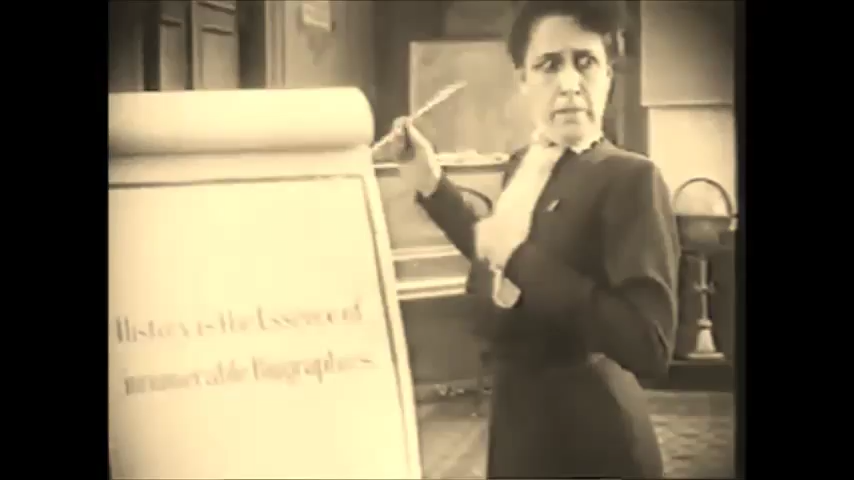 History is the Essence of
innumerable Biographies.